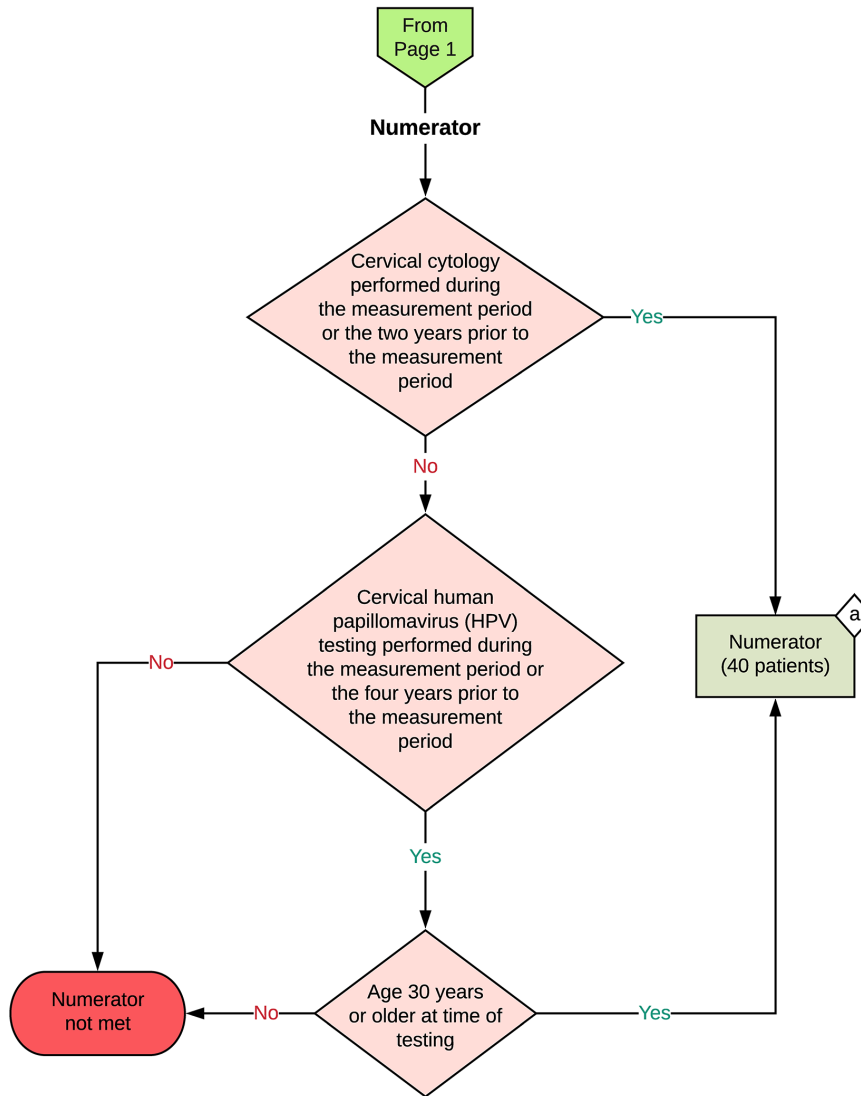 From
Page 1
Numerator
Cervical cytology
performed during
the measurement period
or the two years prior to
the measurement
period
Yes
No
Cervical human
papillomavirus (HPV)
testing performed during
the measurement period or
the four years prior to
the measurement
period
No
a
Numerator
(40 patients)
Yes
Age 30 years
or older at time of
testing
No
Yes
Numerator
not met